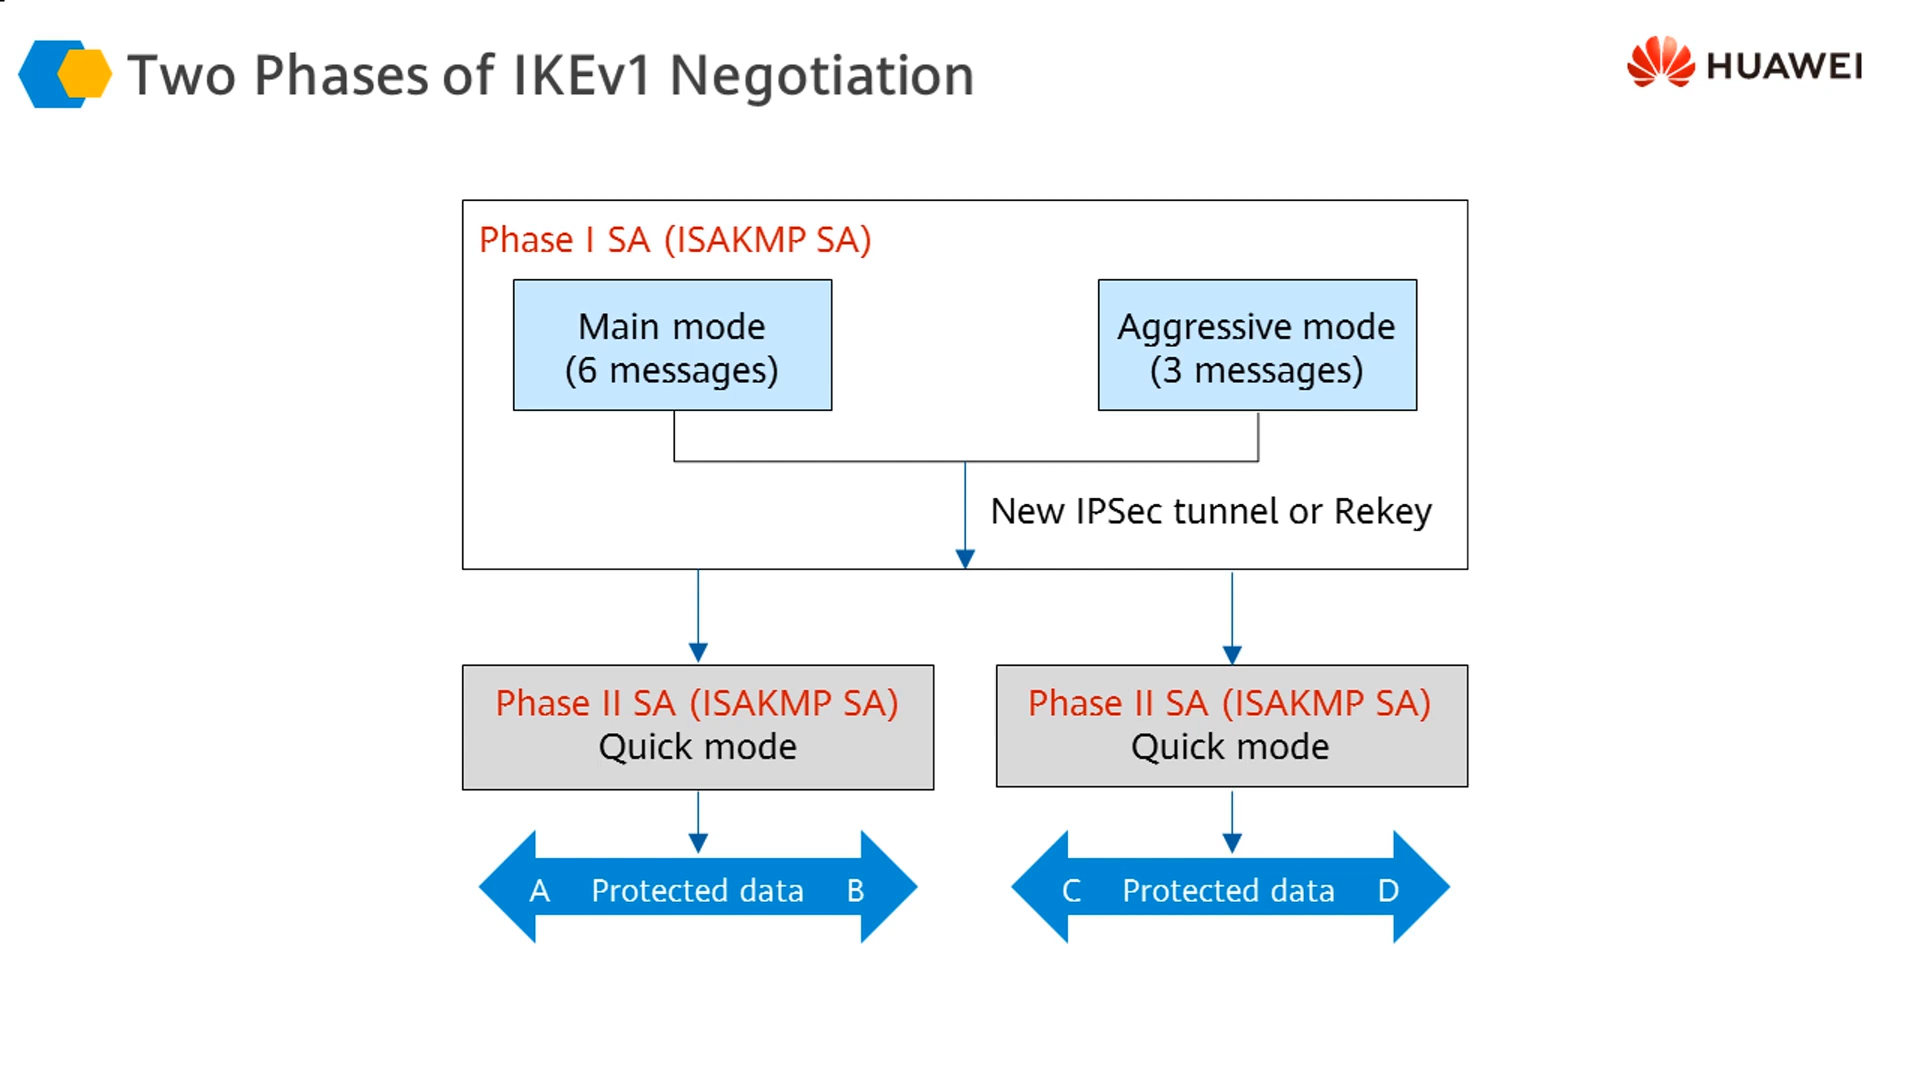 Two Phases of IKEv1 Negotiation
HUAWEI
Phase I SA (ISAKMP SA)
Main mode
(6 messages)
Aggressive mode
(3 messages)
New IPSec tunnel or Rekey
Phase II SA (ISAKMP SA)
Quick mode
Phase II SA (ISAKMP SA)
Quick mode
A Protected data B
C Protected data D